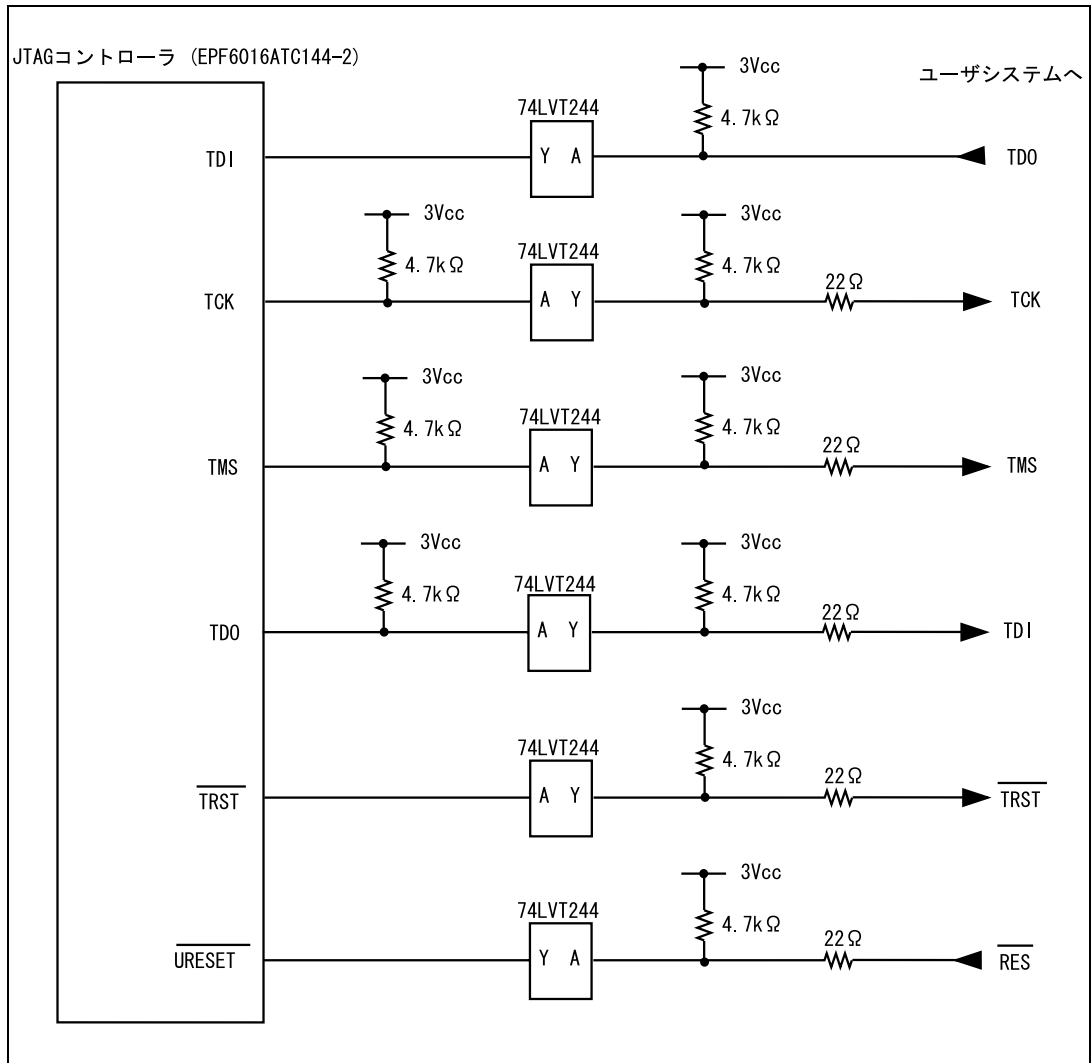 JTAGコントローラ (EPF6016ATC144-2)
ユーザシステムへ
3Vcc
4.7kΩ
74LVT244
TDI
Y A
TDO
3Vcc
3Vcc
4.7kΩ
74LVT244
4.7kΩ
22Ω
TCK
A Y
TCK
3Vcc
3Vcc
4.7kΩ
74LVT244
4.7kΩ
22Ω
TMS
A Y
TMS
3Vcc
3Vcc
4.7kΩ
74LVT244
4.7kΩ
22Ω
TDO
A Y
TDI
3Vcc
74LVT244
4.7kΩ
22Ω
TRST
A Y
TRST
3Vcc
74LVT244
4.7kΩ
22Ω
URESET
Y A
RES